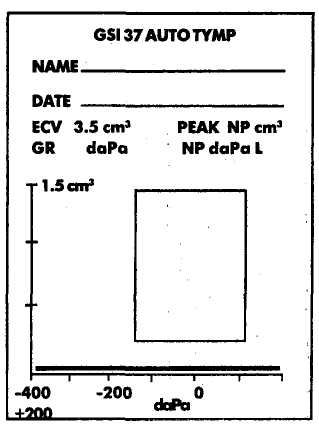 GSI 37 AUTO TYMP
NAME
DATE
ECV 3.5 cm³ PEAK NP cm³
GR daPa NP daPa L
1.5 cm³
-400 -200 0
daPa
+200